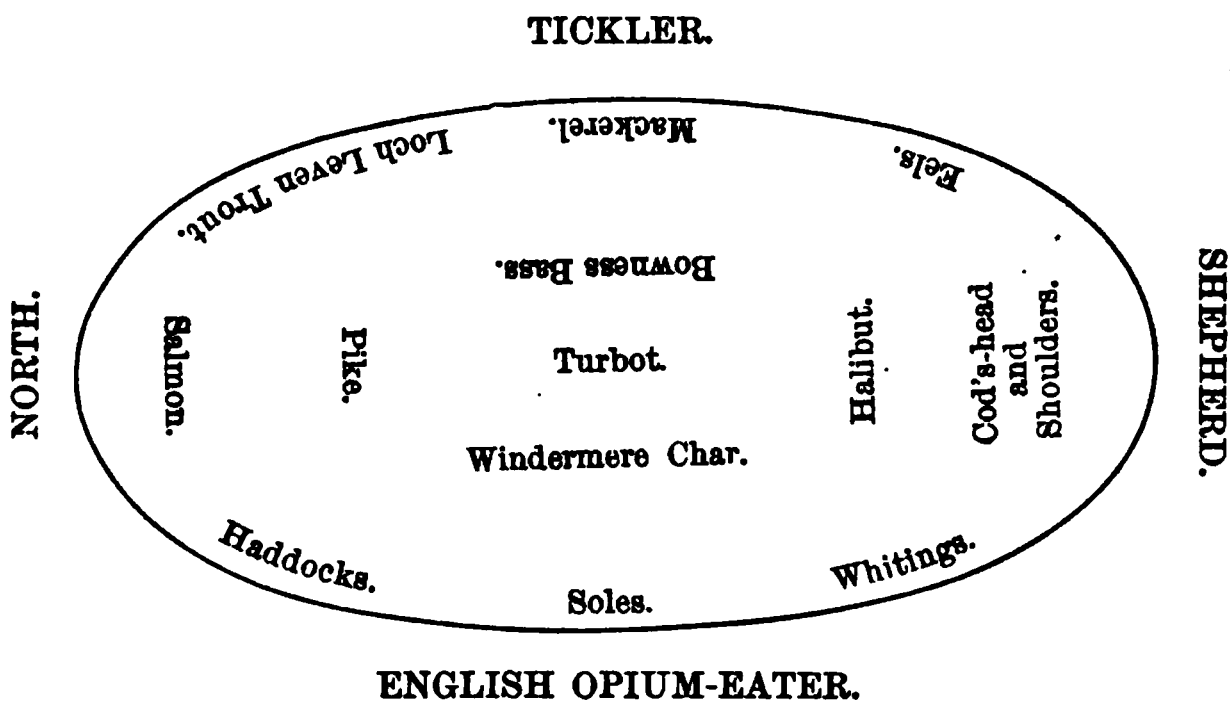 TICKLER.
Loch Leven Trout.
Mackerel.
Eels.
Bowness Bass.
NORTH.
Salmon.
Pike.
Turbot.
Halibut.
Cod's-head
and
Shoulders.
SHEPHERD.
Windermere Char.
Haddocks.
Soles.
Whitings.
ENGLISH OPIUM-EATER.